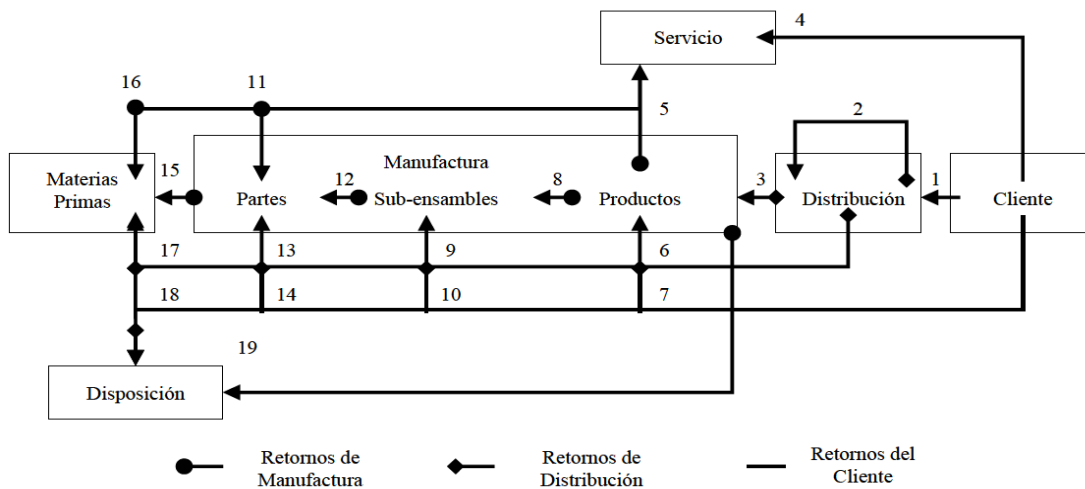 4
Servicio
16
11
5
2
Manufactura
Materias
Primas
15
Partes
12
Sub-ensambles
8
Productos
3
Distribución
1
Cliente
17
13
9
6
18
14
10
7
19
Disposición
Retornos de
Manufactura
Retornos de
Distribución
Retornos del
Cliente